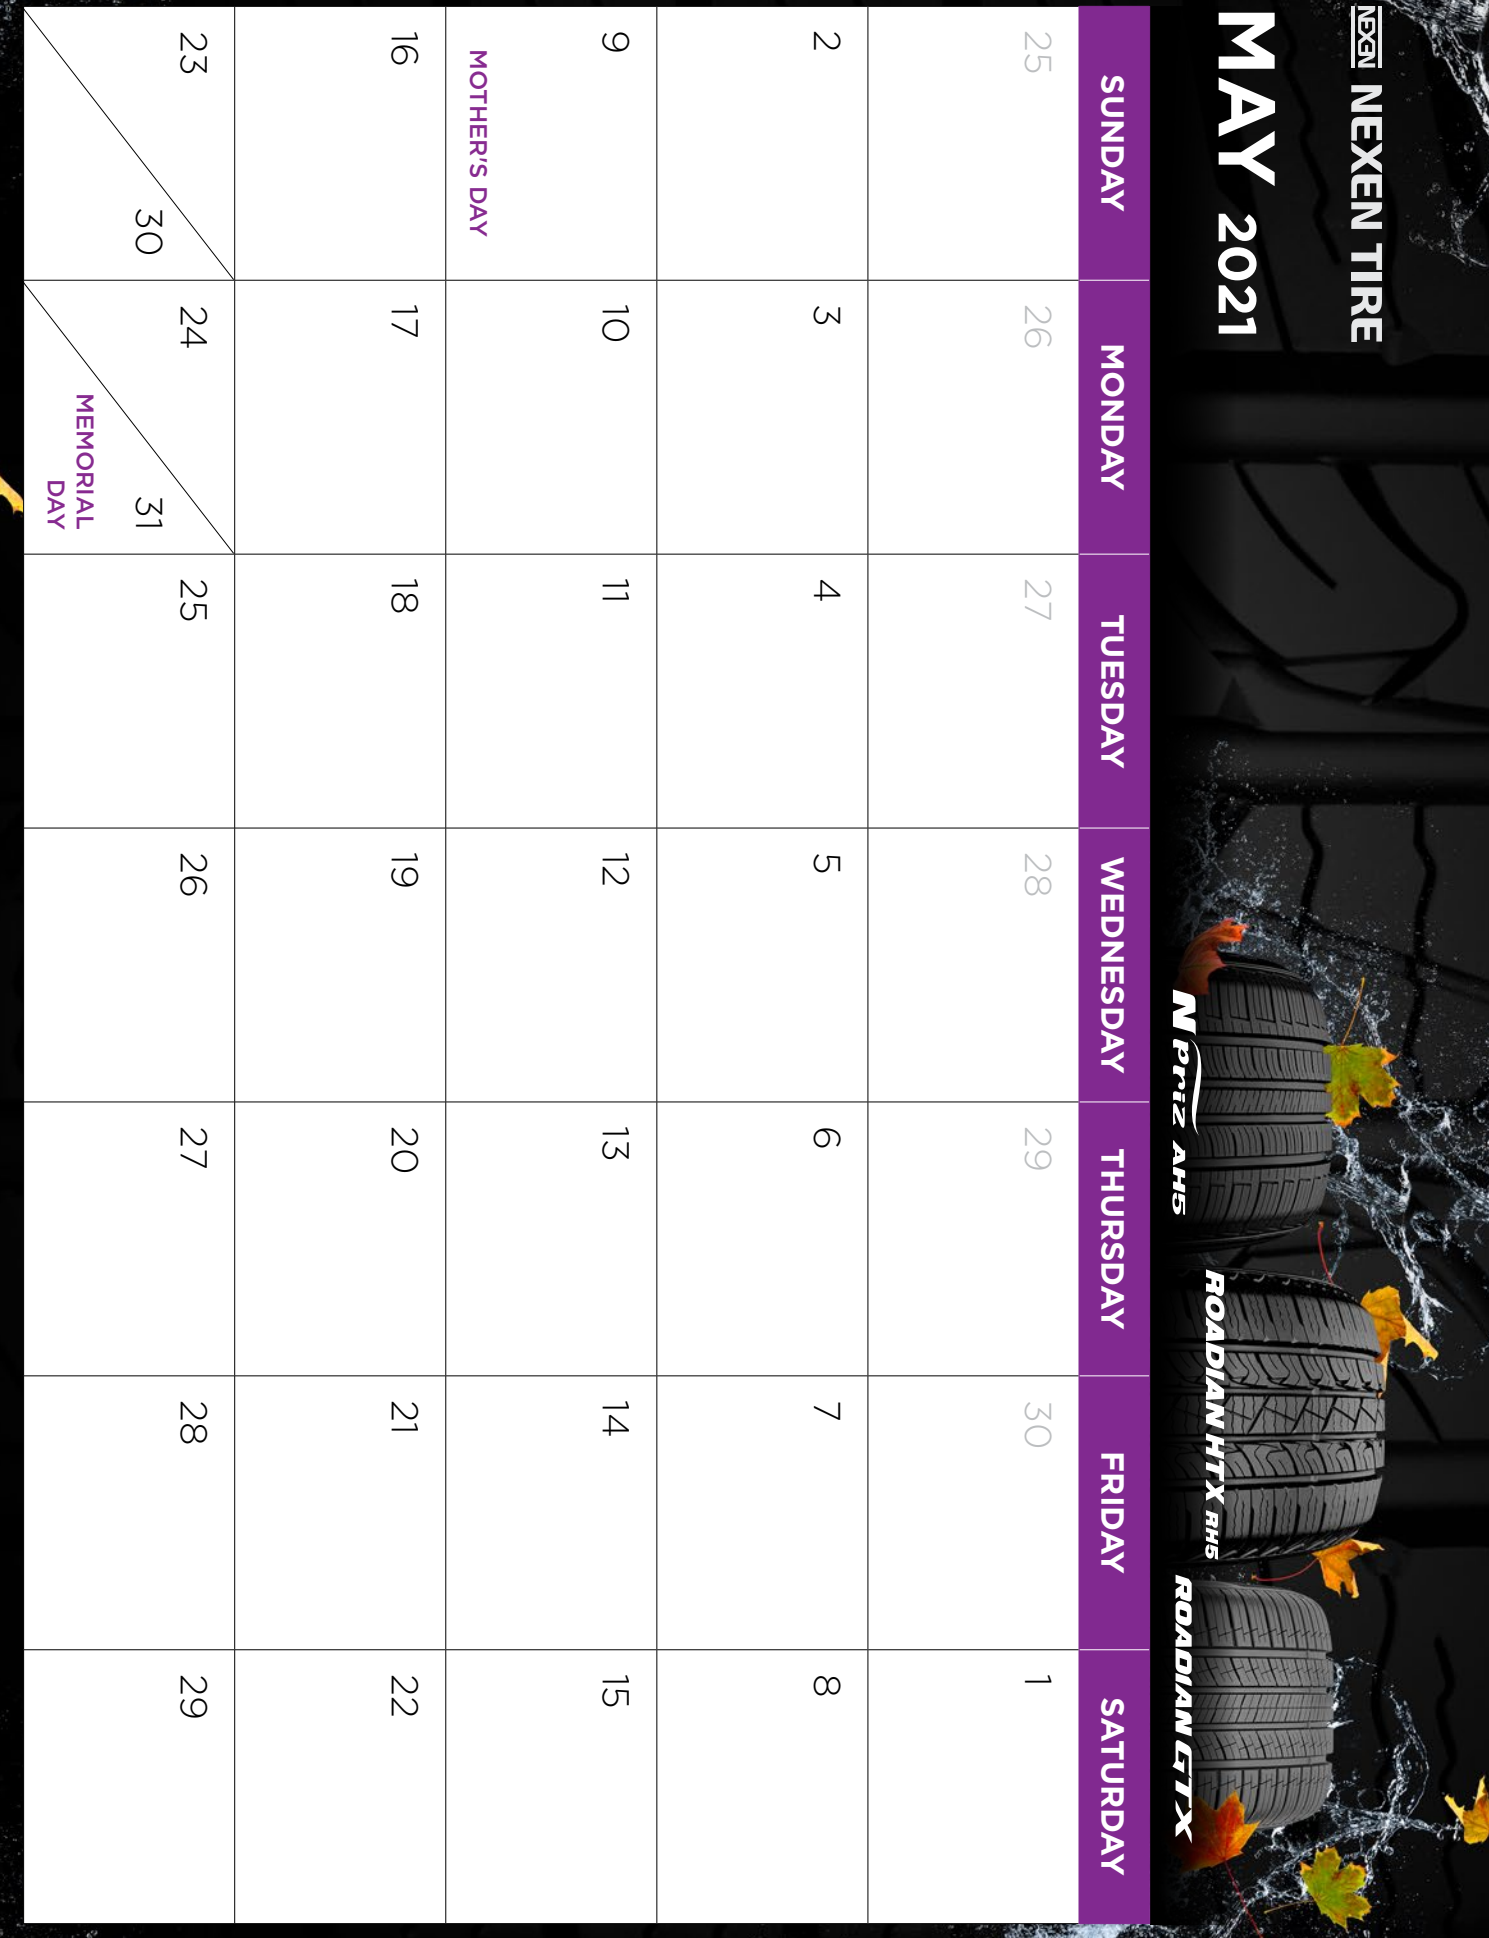 NEXEN NEXEN TIRE
MAY 2021
N Priz AH5
ROADIAN HTX RH5
ROADIAN GTX
SUNDAY MONDAY TUESDAY WEDNESDAY THURSDAY FRIDAY SATURDAY
25 26 27 28 29 30 1
2 3 4 5 6 7 8
9 10 11 12 13 14 15
MOTHER'S DAY
16 17 18 19 20 21 22
23 24 25 26 27 28 29
30 31
MEMORIAL
DAY